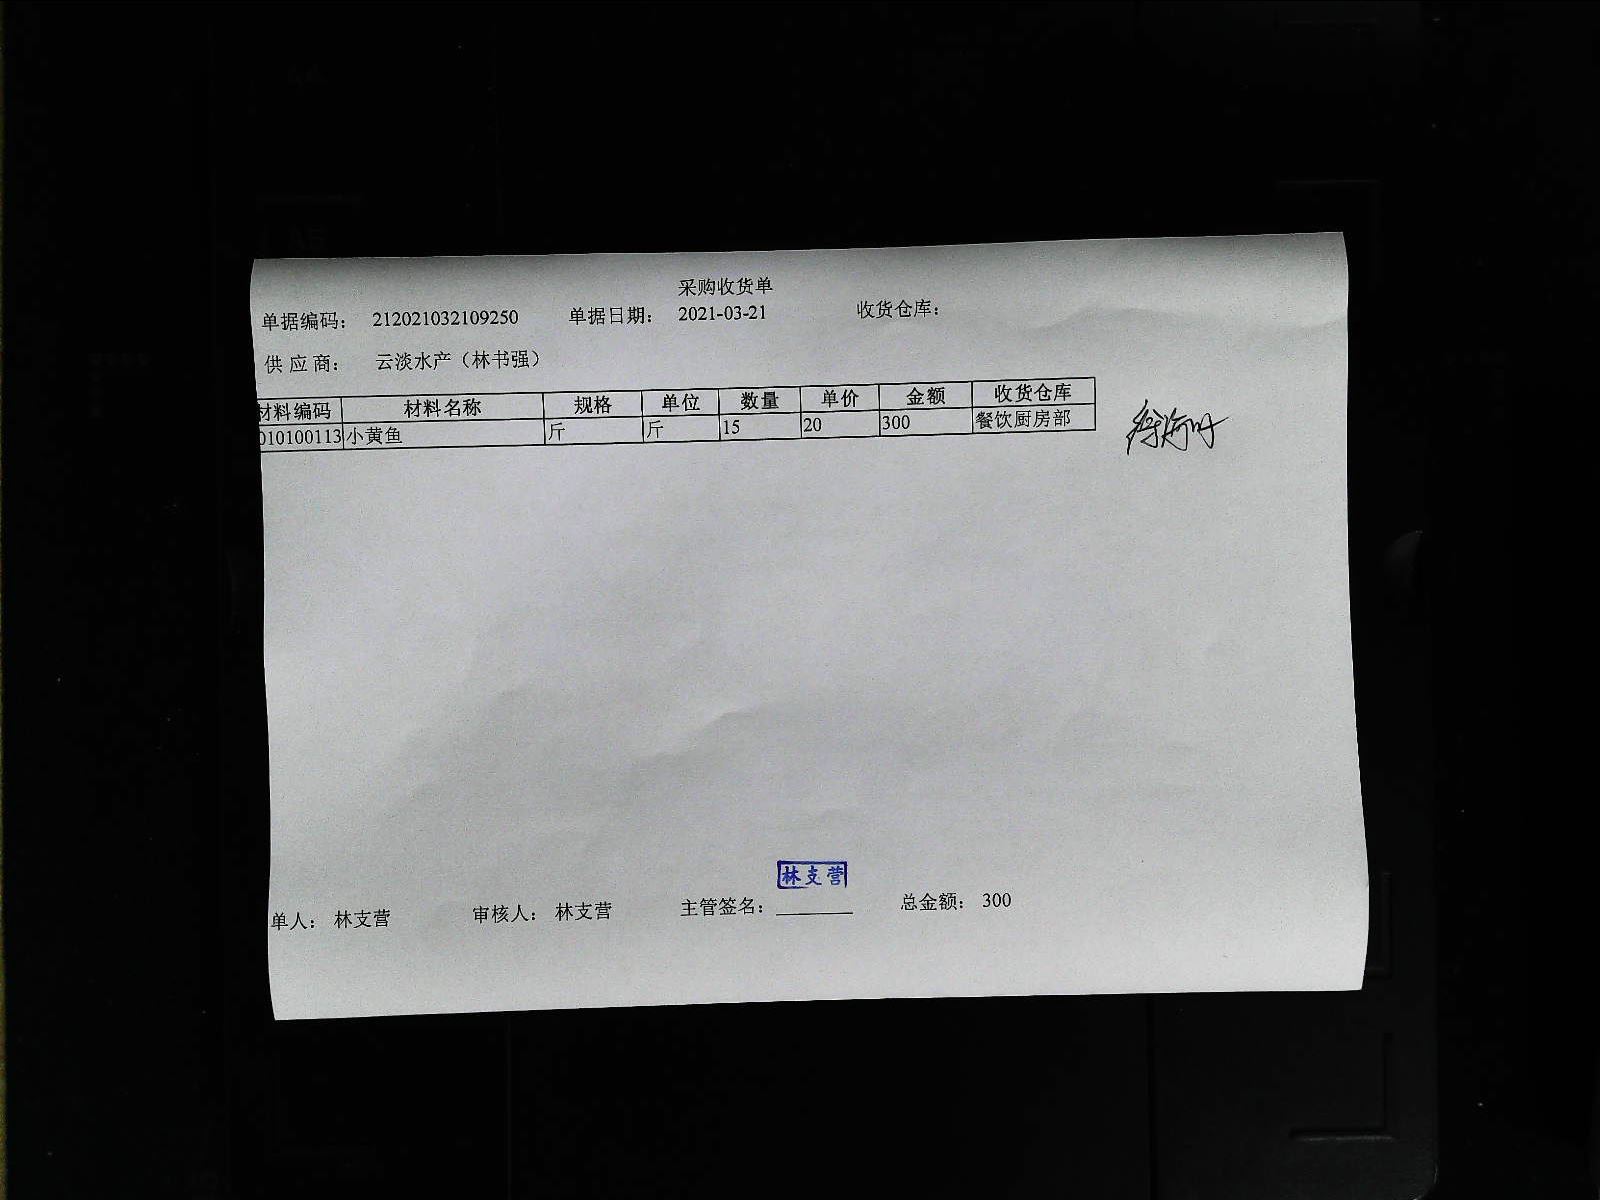 采购收货单
单据编码： 212021032109250 单据日期： 2021-03-21 收货仓库：
供 应 商： 云淡水产（林书强）
材料编码 材料名称 规格 单位 数量 单价 金额 收货仓库
010100113 小黄鱼 斤 斤 15 20 300 餐饮厨房部
林支营
单人： 林支营 审核人： 林支营 主管签名： 总金额： 300